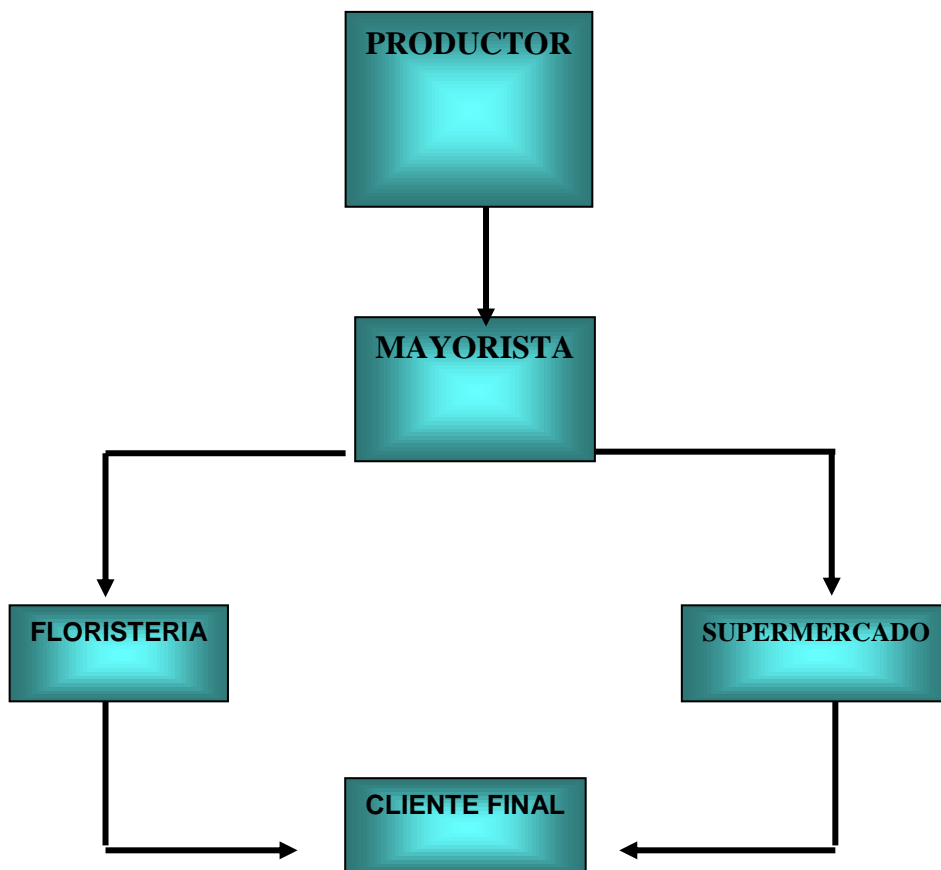 PRODUCTOR
MAYORISTA
FLORISTERIA
SUPERMERCADO
CLIENTE FINAL